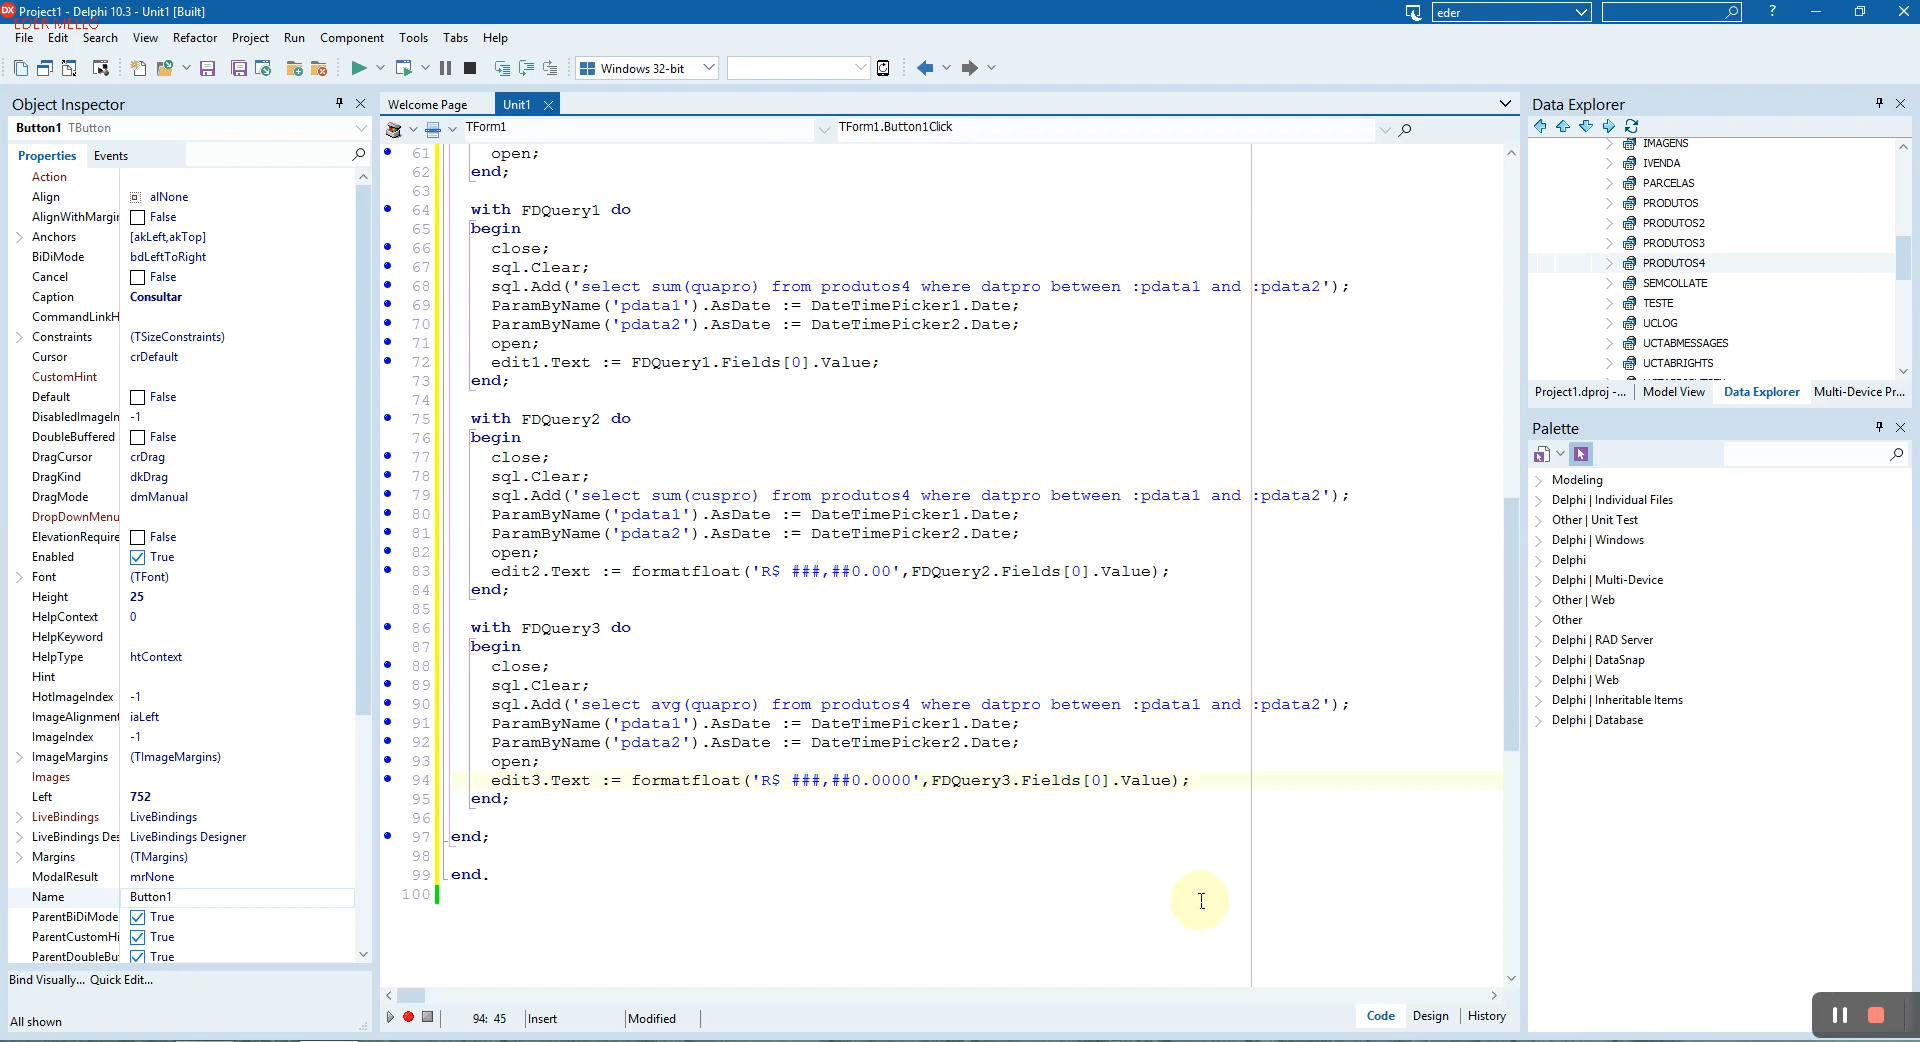 Project1 - Delphi 10.3 - Unit1 [Built]
eder
?
EDER MELLO
File Edit Search View Refactor Project Run Component Tools Tabs Help
Windows 32-bit
Object Inspector
Button1 TButton
Properties Events
Action
Align alNone
AlignWithMargin False
Anchors [akLeft,akTop]
BiDiMode bdLeftToRight
Cancel False
Caption Consultar
CommandLinkH
Constraints (TSizeConstraints)
Cursor crDefault
CustomHint
Default False
DisabledImageIn -1
DoubleBuffered False
DragCursor crDrag
DragKind dkDrag
DragMode dmManual
DropDownMenu
ElevationRequire False
Enabled True
Font (TFont)
Height 25
HelpContext 0
HelpKeyword
HelpType htContext
Hint
HotImageIndex -1
ImageAlignment iaLeft
ImageIndex -1
ImageMargins (TImageMargins)
Images
Left 752
LiveBindings LiveBindings
LiveBindings Des LiveBindings Designer
Margins (TMargins)
ModalResult mrNone
Name Button1
ParentBiDiMode True
ParentCustomHi True
ParentDoubleBu True
Bind Visually... Quick Edit...
All shown
Welcome Page Unit1
TForm1 TForm1.Button1Click
61 open;
62 end;
63
64 with FDQuery1 do
65 begin
66 close;
67 sql.Clear;
68 sql.Add('select sum(quapro) from produtos4 where datpro between :pdata1 and :pdata2');
69 ParamByName('pdata1').AsDate := DateTimePicker1.Date;
70 ParamByName('pdata2').AsDate := DateTimePicker2.Date;
71 open;
72 edit1.Text := FDQuery1.Fields[0].Value;
73 end;
74
75 with FDQuery2 do
76 begin
77 close;
78 sql.Clear;
79 sql.Add('select sum(cuspro) from produtos4 where datpro between :pdata1 and :pdata2');
80 ParamByName('pdata1').AsDate := DateTimePicker1.Date;
81 ParamByName('pdata2').AsDate := DateTimePicker2.Date;
82 open;
83 edit2.Text := formatfloat('R$ ###,##0.00',FDQuery2.Fields[0].Value);
84 end;
85
86 with FDQuery3 do
87 begin
88 close;
89 sql.Clear;
90 sql.Add('select avg(quapro) from produtos4 where datpro between :pdata1 and :pdata2');
91 ParamByName('pdata1').AsDate := DateTimePicker1.Date;
92 ParamByName('pdata2').AsDate := DateTimePicker2.Date;
93 open;
94 edit3.Text := formatfloat('R$ ###,##0.0000',FDQuery3.Fields[0].Value);
95 end;
96
97 end;
98
99 end.
100
94: 45 Insert Modified
Code Design History
Data Explorer
IMAGENS
IVENDA
PARCELAS
PRODUTOS
PRODUTOS2
PRODUTOS3
PRODUTOS4
SEMCOLLATE
TESTE
UCLOG
UCTABMESSAGES
UCTABRIGHTS
Project1.dproj -... Model View Data Explorer Multi-Device Pr...
Palette
Modeling
Delphi | Individual Files
Other | Unit Test
Delphi | Windows
Delphi
Delphi | Multi-Device
Other | Web
Other
Delphi | RAD Server
Delphi | DataSnap
Delphi | Web
Delphi | Inheritable Items
Delphi | Database